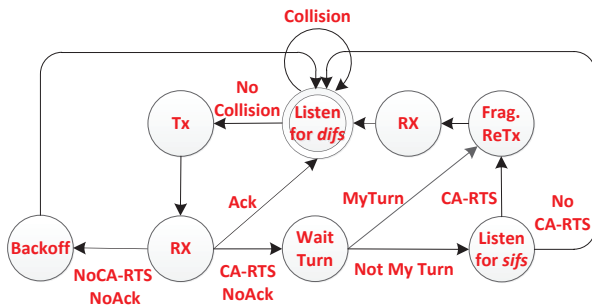 Collision
No
Collision
Tx
Listen
for difs
RX
Frag.
ReTx
Ack
MyTurn
CA-RTS
No
CA-RTS
Backoff
RX
Wait
Turn
Listen
for sifs
NoCA-RTS
NoAck
CA-RTS
NoAck
Not My Turn